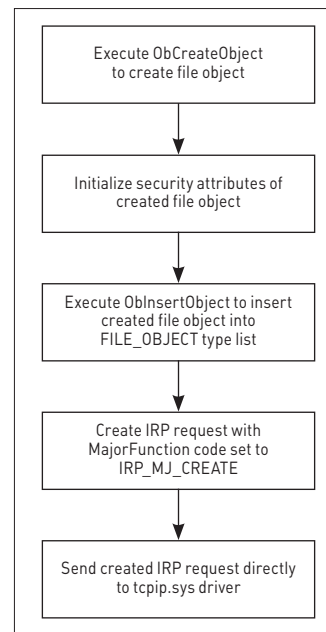 Execute ObCreateObject
to create file object
Initialize security attributes of
created file object
Execute ObInsertObject to insert
created file object into
FILE_OBJECT type list
Create IRP request with
MajorFunction code set to
IRP_MJ_CREATE
Send created IRP request directly
to tcpip.sys driver